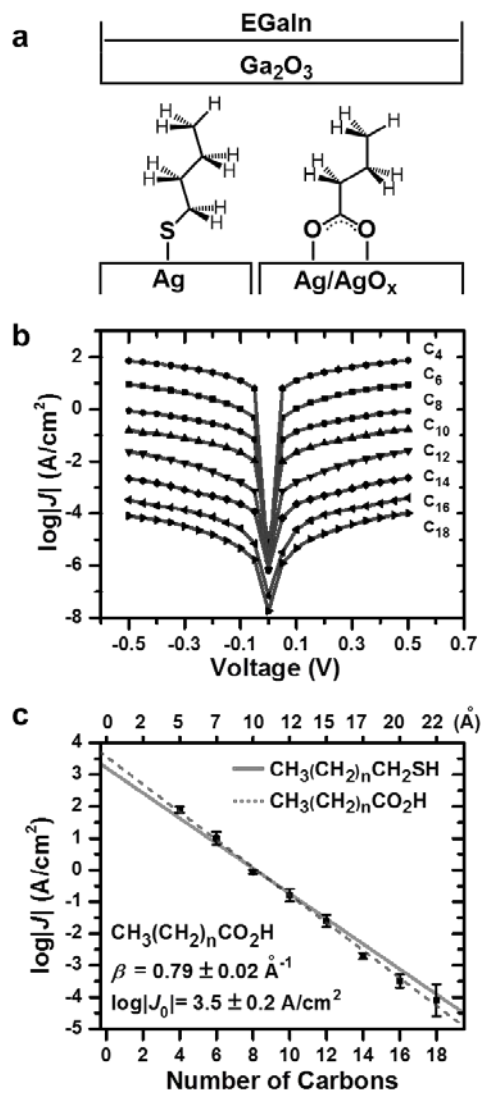 a
EGaIn
Ga₂O₃
H
H
H
H
H
H
H
H
H
S
O
O
H
H
H
H
H
H
H
Ag
Ag/AgOₓ
b
log|J| (A/cm²)
2
0
-2
-4
-6
-8
C₄
C₆
C₈
C₁₀
C₁₂
C₁₄
C₁₆
C₁₈
-0.5 -0.3 -0.1 0.1 0.3 0.5 0.7
Voltage (V)
c
0 2 5 7 10 12 15 17 20 22 (Å)
log|J| (A/cm²)
4
3
2
1
0
-1
-2
-3
-4
-5
CH₃(CH₂)ₙCH₂SH
CH₃(CH₂)ₙCO₂H
CH₃(CH₂)ₙCO₂H
β = 0.79 ± 0.02 Å⁻¹
log|J₀|= 3.5 ± 0.2 A/cm²
0 2 4 6 8 10 12 14 16 18
Number of Carbons